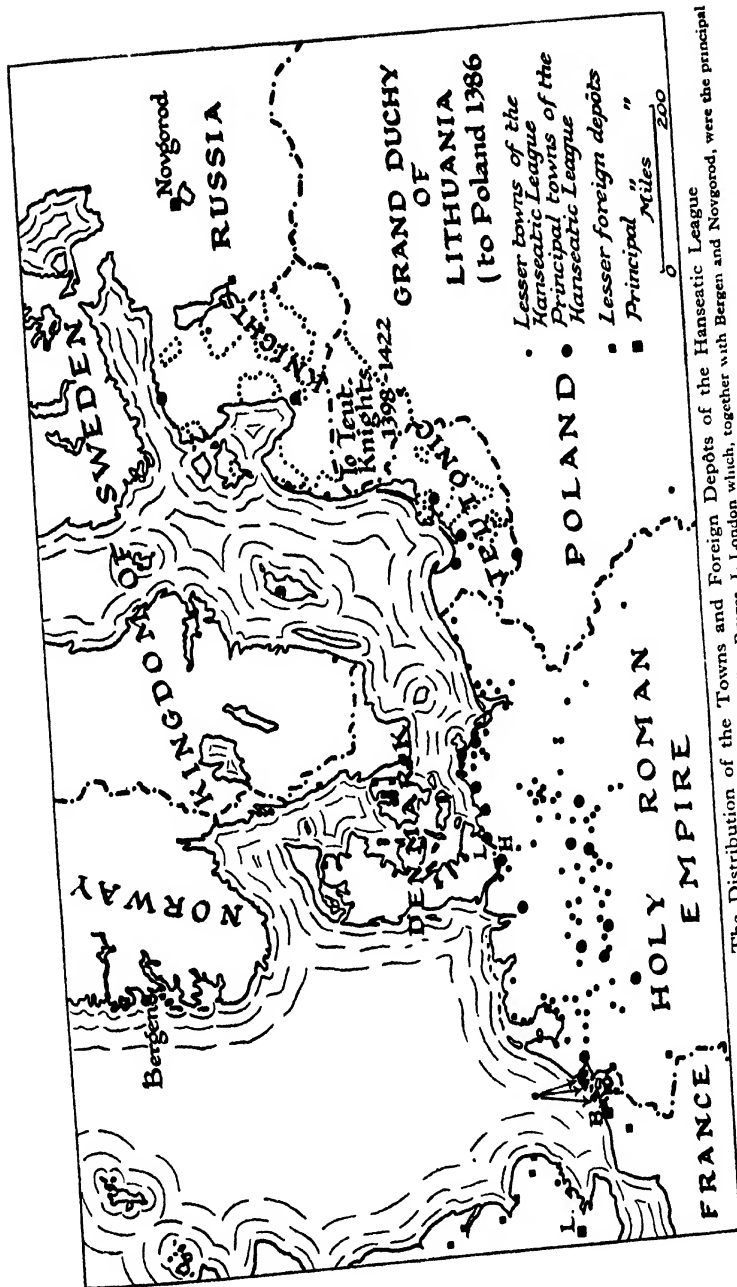 NORWAY
Bergen
SWEDEN
OF
KINGDOM
Novgorod
RUSSIA
DENMARK
L
H
KNIGHTS
To Teut.
Knights
1398-1422
TEUTONIC
GRAND DUCHY
OF
LITHUANIA
(to Poland 1386
POLAND
HOLY ROMAN
EMPIRE
FRANCE
B
L
• Lesser towns of the
Hanseatic League
● Principal towns of the
Hanseatic League
▪ Lesser foreign depôts
■ Principal " "
Miles
0 200
The Distribution of the Towns and Foreign Depôts of the Hanseatic League
L London which, together with Bergen and Novgorod, were the principal